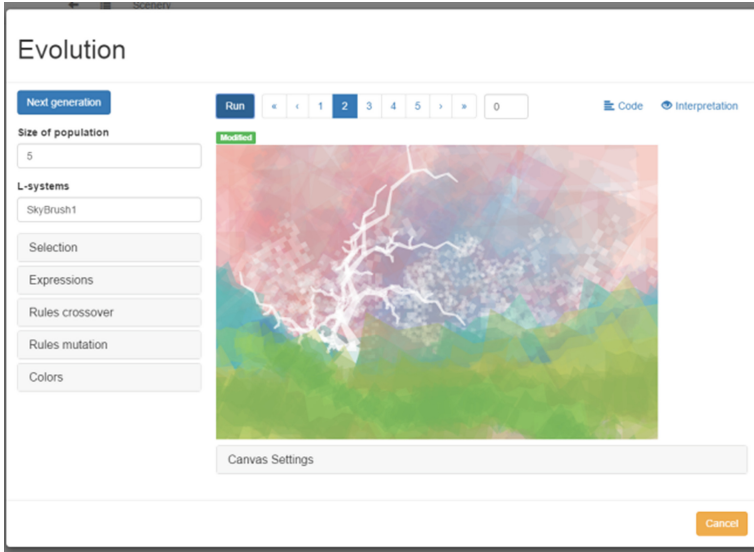 Scenery
Evolution
Next generation
Size of population
5
L-systems
SkyBrush1
Selection
Expressions
Rules crossover
Rules mutation
Colors
Run « ‹ 1 2 3 4 5 › » 0 Code Interpretation
Modified
Canvas Settings
Cancel